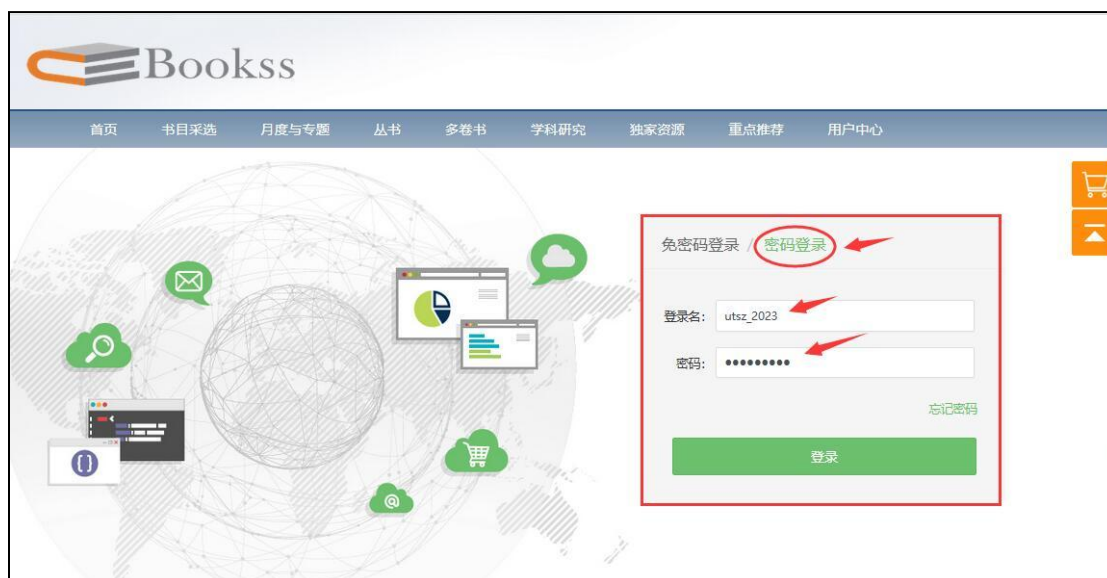 Bookss
首页 书目采选 月度与专题 丛书 多卷书 学科研究 独家资源 重点推荐 用户中心
免密码登录 / 密码登录
登录名: utsz_2023
密码: •••••••••
忘记密码
登录